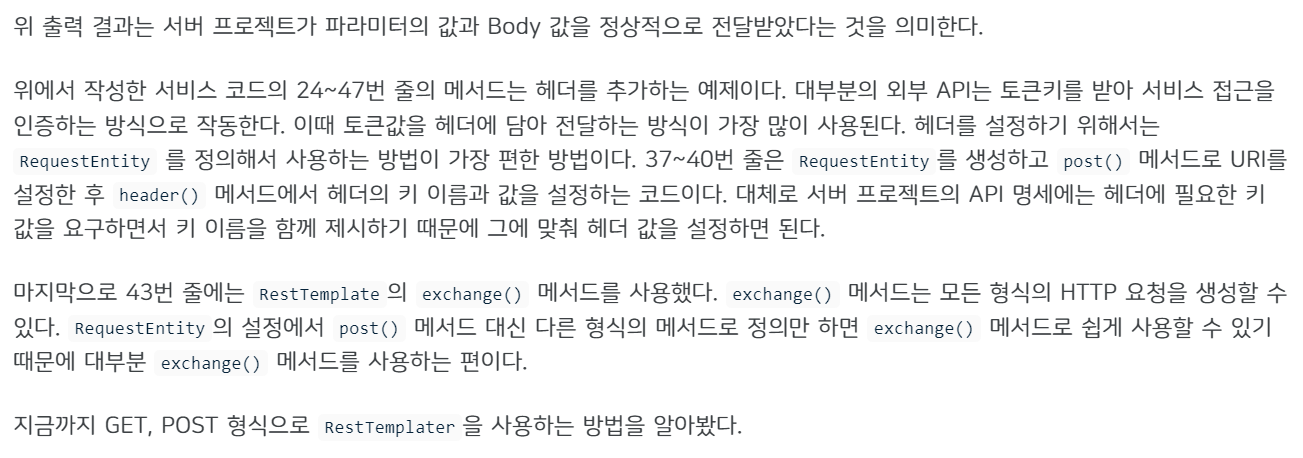 위 출력 결과는 서버 프로젝트가 파라미터의 값과 Body 값을 정상적으로 전달받았다는 것을 의미한다.
위에서 작성한 서비스 코드의 24~47번 줄의 메서드는 헤더를 추가하는 예제이다. 대부분의 외부 API는 토큰키를 받아 서비스 접근을
인증하는 방식으로 작동한다. 이때 토큰값을 헤더에 담아 전달하는 방식이 가장 많이 사용된다. 헤더를 설정하기 위해서는
RequestEntity 를 정의해서 사용하는 방법이 가장 편한 방법이다. 37~40번 줄은 RequestEntity 를 생성하고 post() 메서드로 URI를
설정한 후 header() 메서드에서 헤더의 키 이름과 값을 설정하는 코드이다. 대체로 서버 프로젝트의 API 명세에는 헤더에 필요한 키
값을 요구하면서 키 이름을 함께 제시하기 때문에 그에 맞춰 헤더 값을 설정하면 된다.
마지막으로 43번 줄에는 RestTemplate 의 exchange() 메서드를 사용했다. exchange() 메서드는 모든 형식의 HTTP 요청을 생성할 수
있다. RequestEntity 의 설정에서 post() 메서드 대신 다른 형식의 메서드로 정의만 하면 exchange() 메서드로 쉽게 사용할 수 있기
때문에 대부분 exchange() 메서드를 사용하는 편이다.
지금까지 GET, POST 형식으로 RestTemplater 을 사용하는 방법을 알아봤다.